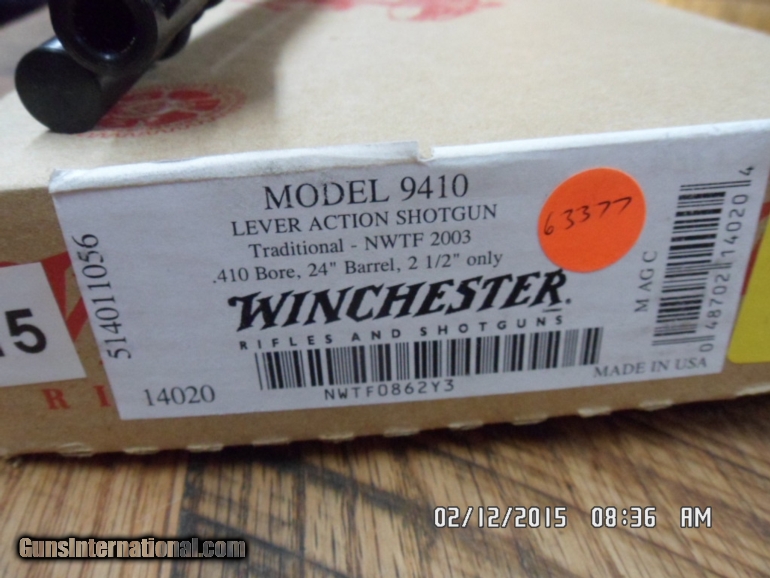 MODEL 9410
LEVER ACTION SHOTGUN
Traditional - NWTF 2003
.410 Bore, 24" Barrel, 2 1/2" only
WINCHESTER®
RIFLES AND SHOTGUNS
NWTF0862Y3
14020
514011056
MADE IN USA
MAG C
0 48702 14020 4
63377
15
RI
02/12/2015 08:36 AM
GunsInternational.com